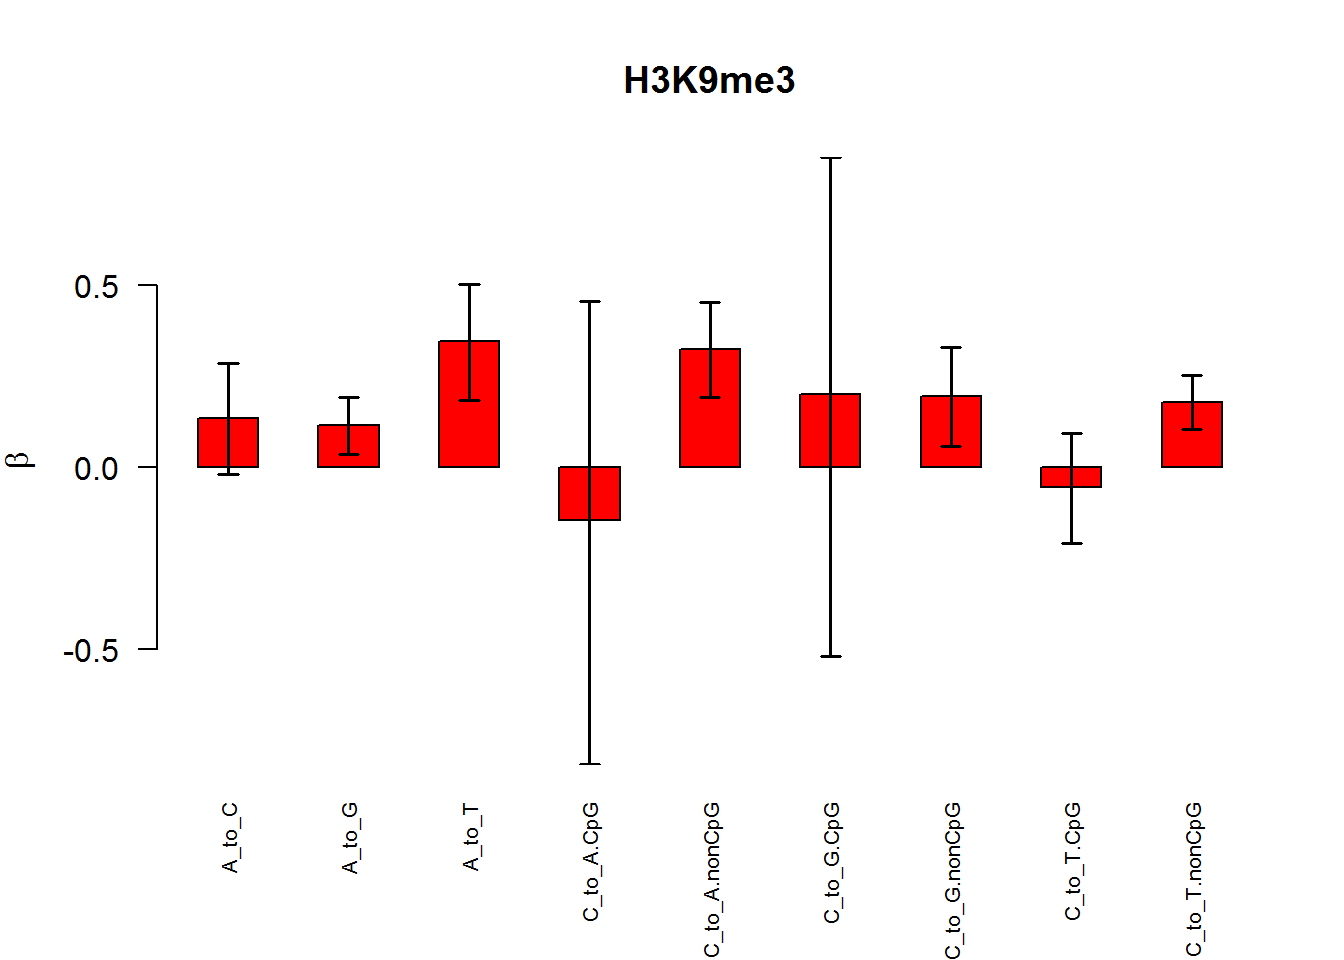 H3K9me3
0.5
0.0
-0.5
β
A_to_C
A_to_G
A_to_T
C_to_A.CpG
C_to_A.nonCpG
C_to_G.CpG
C_to_G.nonCpG
C_to_T.CpG
C_to_T.nonCpG